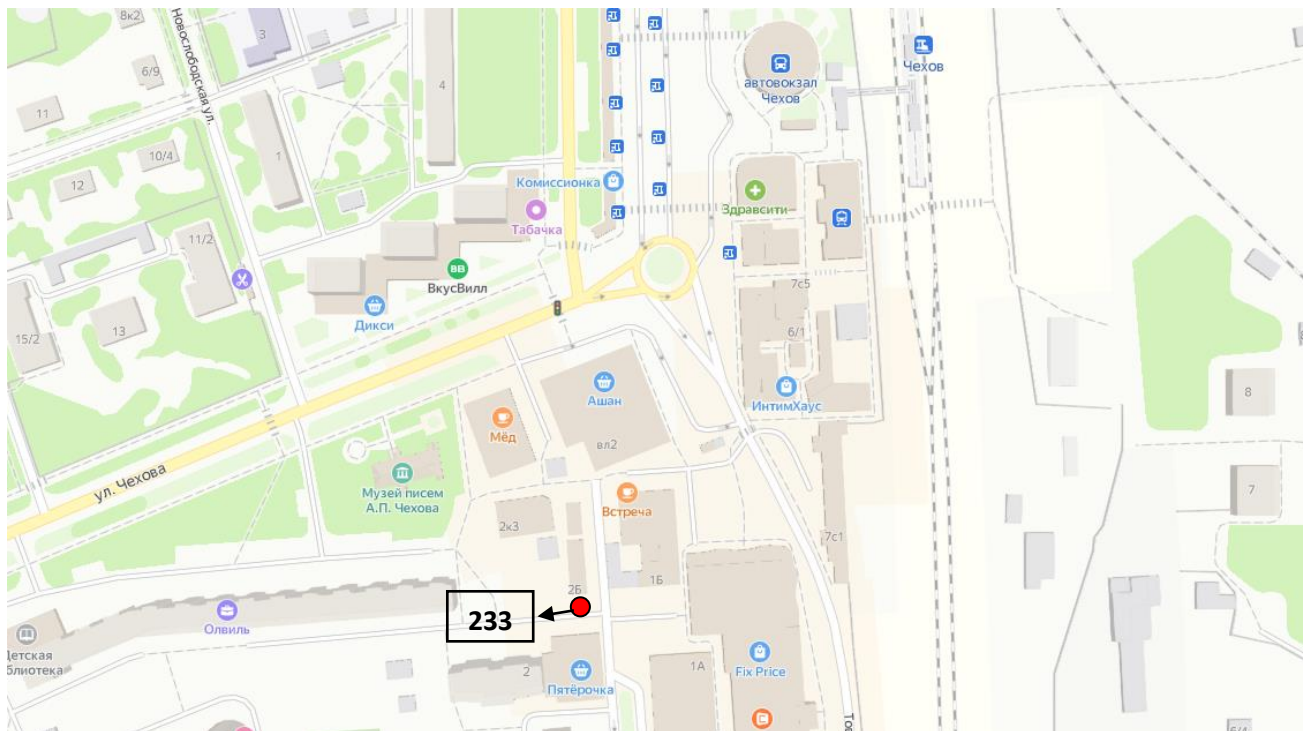 8к2
3
Новослободская ул.
6/9
4
Чехов
автовокзал
Чехов
11
1
10/4
12
Комиссионка
Здравсити
Табачка
11/2
ВВ
ВкусВилл
7с5
Дикси
13
15/2
6/1
Ашан
ИнтимХаус
8
Мёд
вл2
ул. Чехова
Музей писем
А.П. Чехова
Встреча
7
2к3
7с1
1Б
2Б
233
Олвиль
Детская
библиотека
2
1А
Fix Price
Пятёрочка